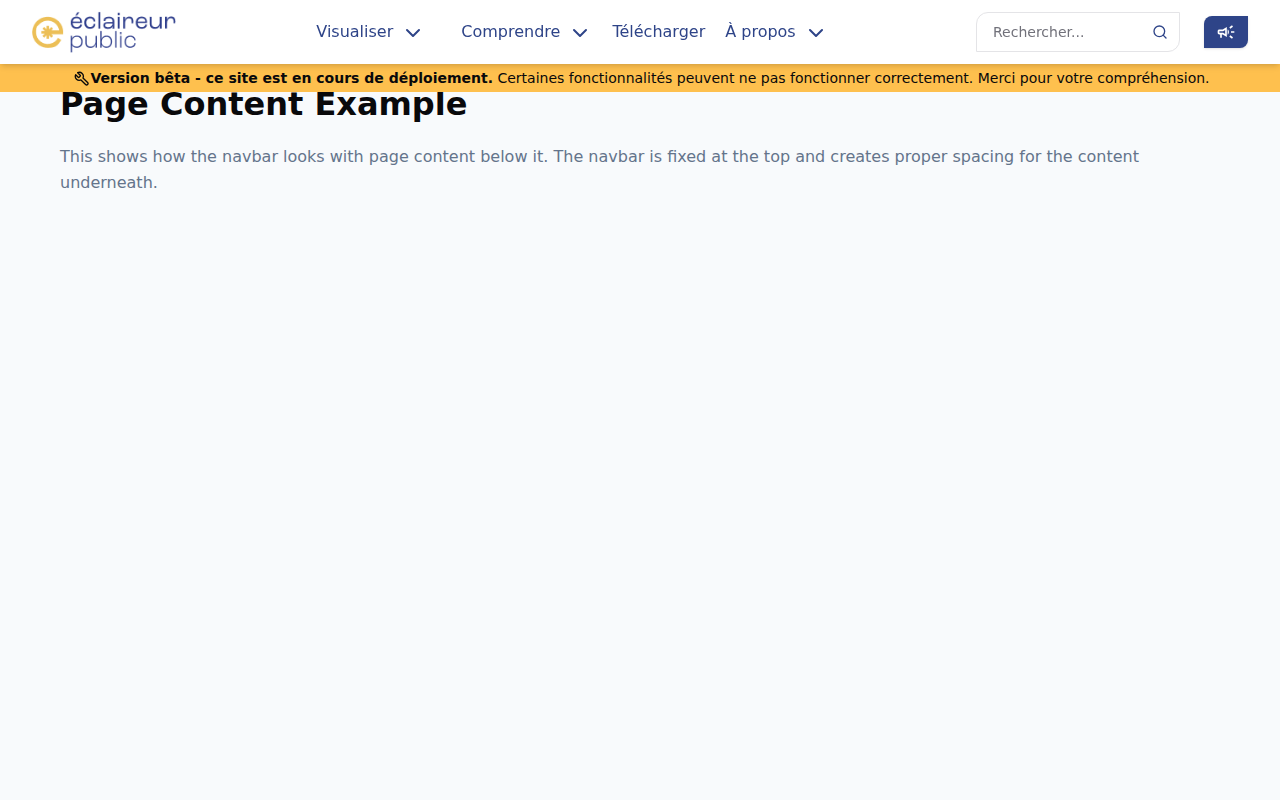 éclaireur
public
Visualiser
Comprendre
Télécharger
À propos
Rechercher...
Version bêta - ce site est en cours de déploiement. Certaines fonctionnalités peuvent ne pas fonctionner correctement. Merci pour votre compréhension.
Page Content Example
This shows how the navbar looks with page content below it. The navbar is fixed at the top and creates proper spacing for the content
underneath.